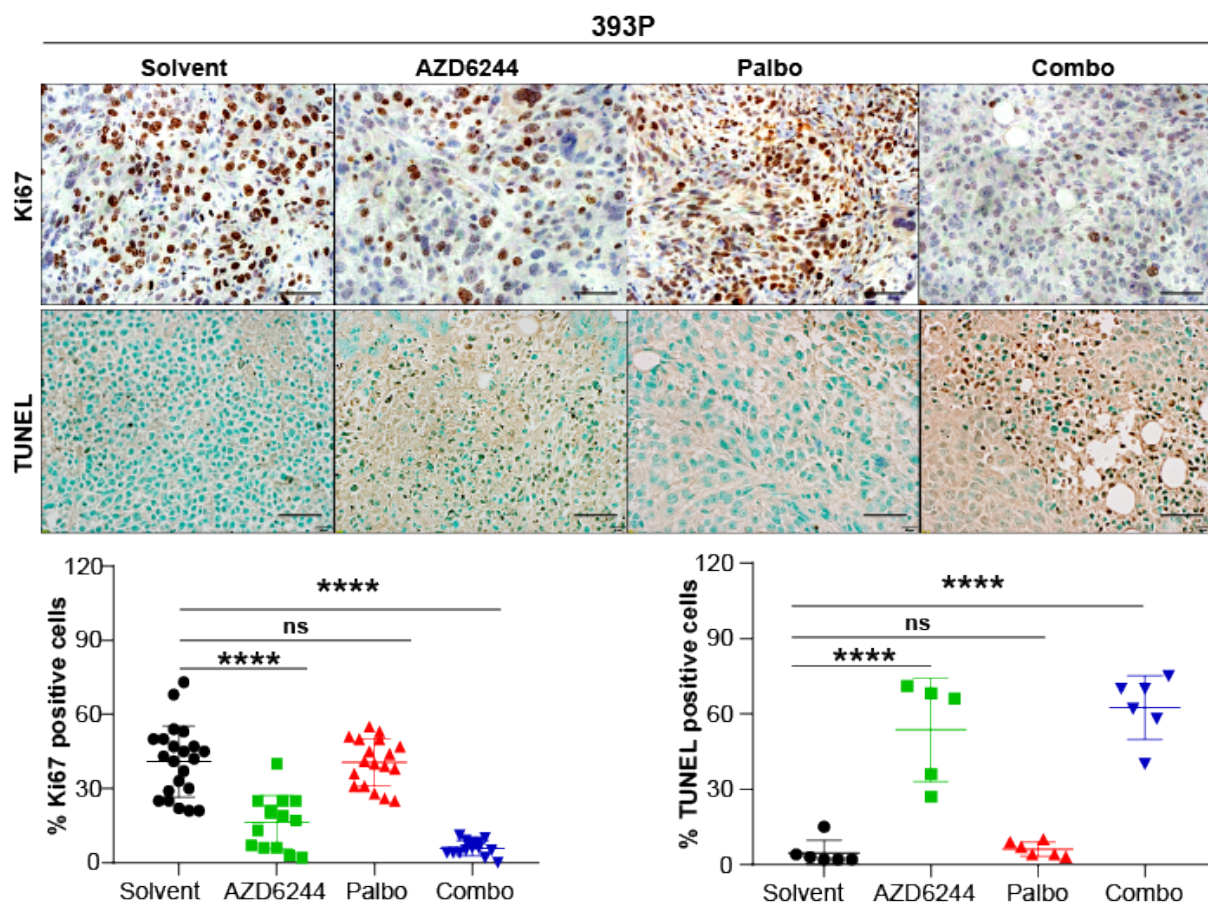 393P
Solvent AZD6244 Palbo Combo
Ki67
TUNEL
% Ki67 positive cells
120
90
60
30
0
****
ns
****
Solvent AZD6244 Palbo Combo
% TUNEL positive cells
120
90
60
30
0
****
ns
****
Solvent AZD6244 Palbo Combo